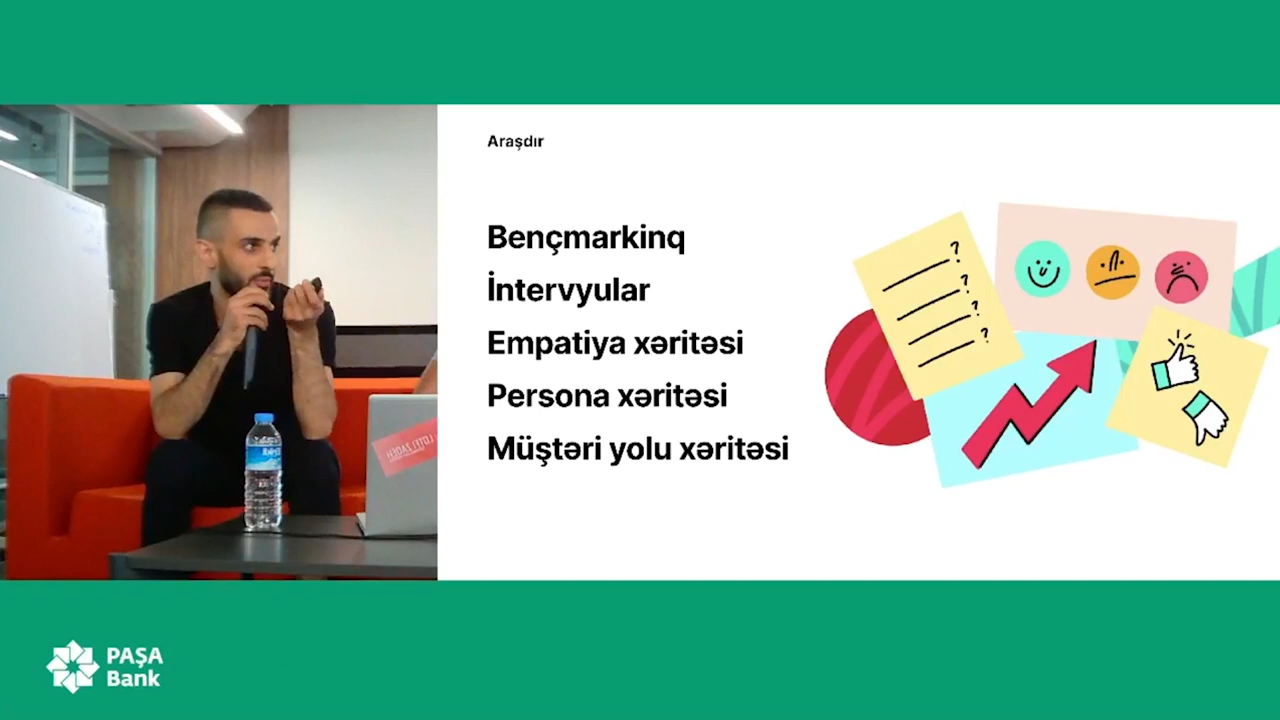 Araşdır
Bençmarkinq
İntervyular
Empatiya xəritəsi
Persona xəritəsi
Müştəri yolu xəritəsi
?
?
?
?
PAŞA
Bank